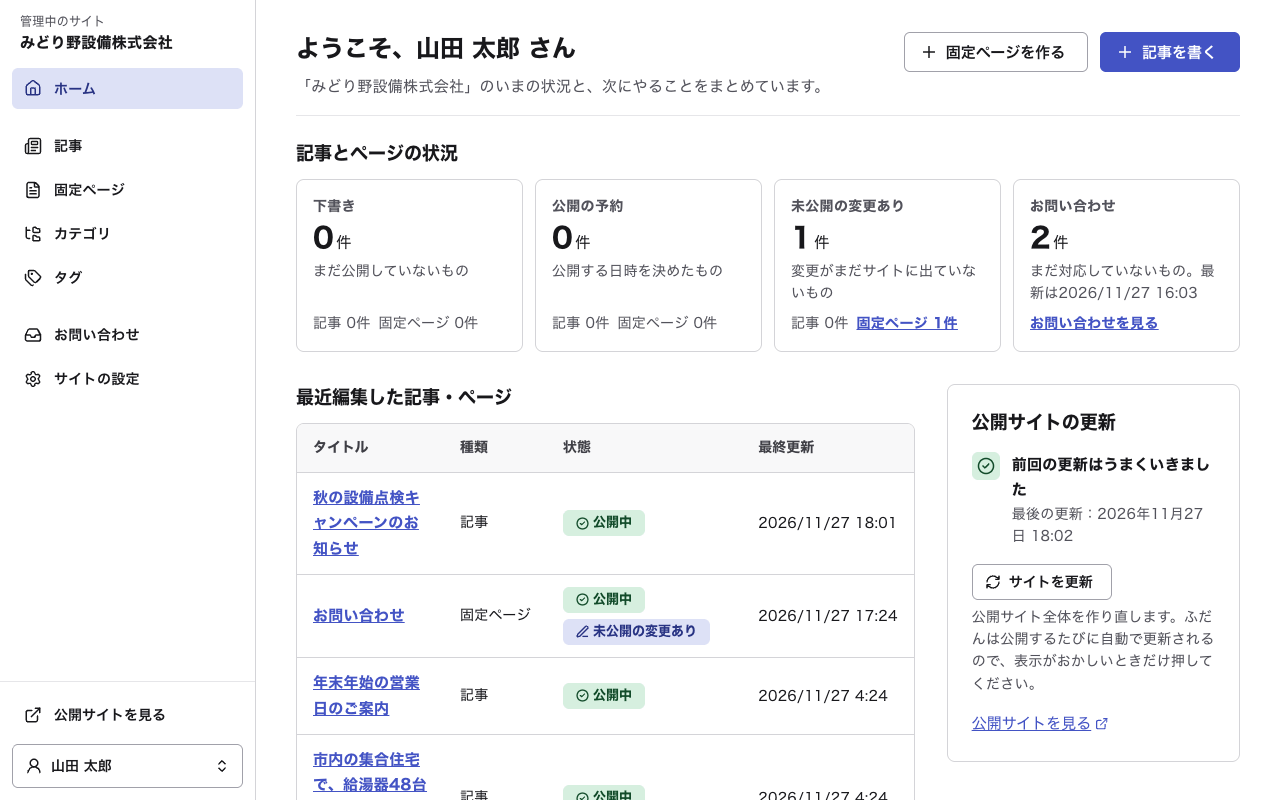 管理中のサイト
みどり野設備株式会社
ホーム
記事
固定ページ
カテゴリ
タグ
お問い合わせ
サイトの設定
公開サイトを見る
山田 太郎
ようこそ、山田 太郎 さん
「みどり野設備株式会社」のいまの状況と、次にやることをまとめています。
固定ページを作る
記事を書く
記事とページの状況
下書き
0件
まだ公開していないもの
記事 0件 固定ページ 0件
公開の予約
0件
公開する日時を決めたもの
記事 0件 固定ページ 0件
未公開の変更あり
1件
変更がまだサイトに出ていな
いもの
記事 0件 固定ページ 1件
お問い合わせ
2件
まだ対応していないもの。最
新は2026/11/27 16:03
お問い合わせを見る
最近編集した記事・ページ
タイトル 種類 状態 最終更新
秋の設備点検キ
ャンペーンのお
知らせ
記事
公開中
2026/11/27 18:01
お問い合わせ
固定ページ
公開中
未公開の変更あり
2026/11/27 17:24
年末年始の営業
日のご案内
記事
公開中
2026/11/27 4:24
市内の集合住宅
で、給湯器48台
記事
公開中
2026/11/27 4:24
公開サイトの更新
前回の更新はうまくいきまし
た
最後の更新：2026年11月27
日 18:02
サイトを更新
公開サイト全体を作り直します。ふだ
んは公開するたびに自動で更新される
ので、表示がおかしいときだけ押して
ください。
公開サイトを見る